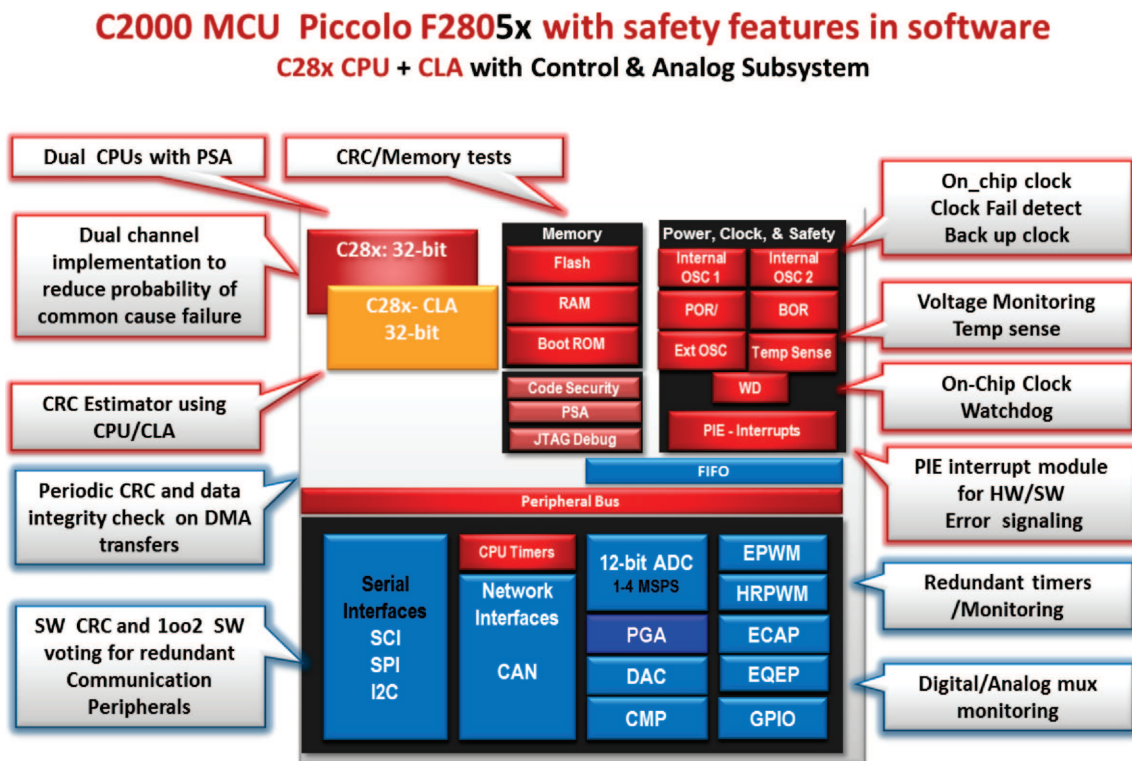 C2000 MCU Piccolo F2805x with safety features in software
C28x CPU + CLA with Control & Analog Subsystem
Dual CPUs with PSA
CRC/Memory tests
On_chip clock
Clock Fail detect
Back up clock
Dual channel
implementation to
reduce probability of
common cause failure
C28x: 32-bit
C28x- CLA
32-bit
Memory
Flash
RAM
Boot ROM
Code Security
PSA
JTAG Debug
Power, Clock, & Safety
Internal
OSC 1
Internal
OSC 2
POR/
BOR
Ext OSC
Temp Sense
WD
PIE - Interrupts
Voltage Monitoring
Temp sense
On-Chip Clock
Watchdog
CRC Estimator using
CPU/CLA
FIFO
Peripheral Bus
PIE interrupt module
for HW/SW
Error signaling
Periodic CRC and data
integrity check on DMA
transfers
Serial
Interfaces
SCI
SPI
I2C
CPU Timers
Network
Interfaces
CAN
12-bit ADC
1-4 MSPS
PGA
DAC
CMP
EPWM
HRPWM
ECAP
EQEP
GPIO
Redundant timers
/Monitoring
SW CRC and 1oo2 SW
voting for redundant
Communication
Peripherals
Digital/Analog mux
monitoring